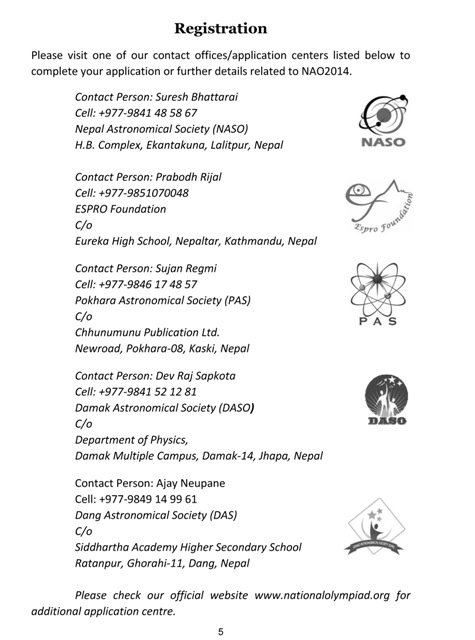 Registration
Please visit one of our contact offices/application centers listed below to
complete your application or further details related to NAO2014.
Contact Person: Suresh Bhattarai
Cell: +977-9841 48 58 67
Nepal Astronomical Society (NASO)
H.B. Complex, Ekantakuna, Lalitpur, Nepal
NASO
Contact Person: Prabodh Rijal
Cell: +977-9851070048
ESPRO Foundation
C/o
Eureka High School, Nepaltar, Kathmandu, Nepal
Espro Foundation
Contact Person: Sujan Regmi
Cell: +977-9846 17 48 57
Pokhara Astronomical Society (PAS)
C/o
Chhunumunu Publication Ltd.
Newroad, Pokhara-08, Kaski, Nepal
PAS
Contact Person: Dev Raj Sapkota
Cell: +977-9841 52 12 81
Damak Astronomical Society (DASO)
C/o
Department of Physics,
Damak Multiple Campus, Damak-14, Jhapa, Nepal
DASO
Contact Person: Ajay Neupane
Cell: +977-9849 14 99 61
Dang Astronomical Society (DAS)
C/o
Siddhartha Academy Higher Secondary School
Ratanpur, Ghorahi-11, Dang, Nepal
Please check our official website www.nationalolympiad.org for
additional application centre.
5